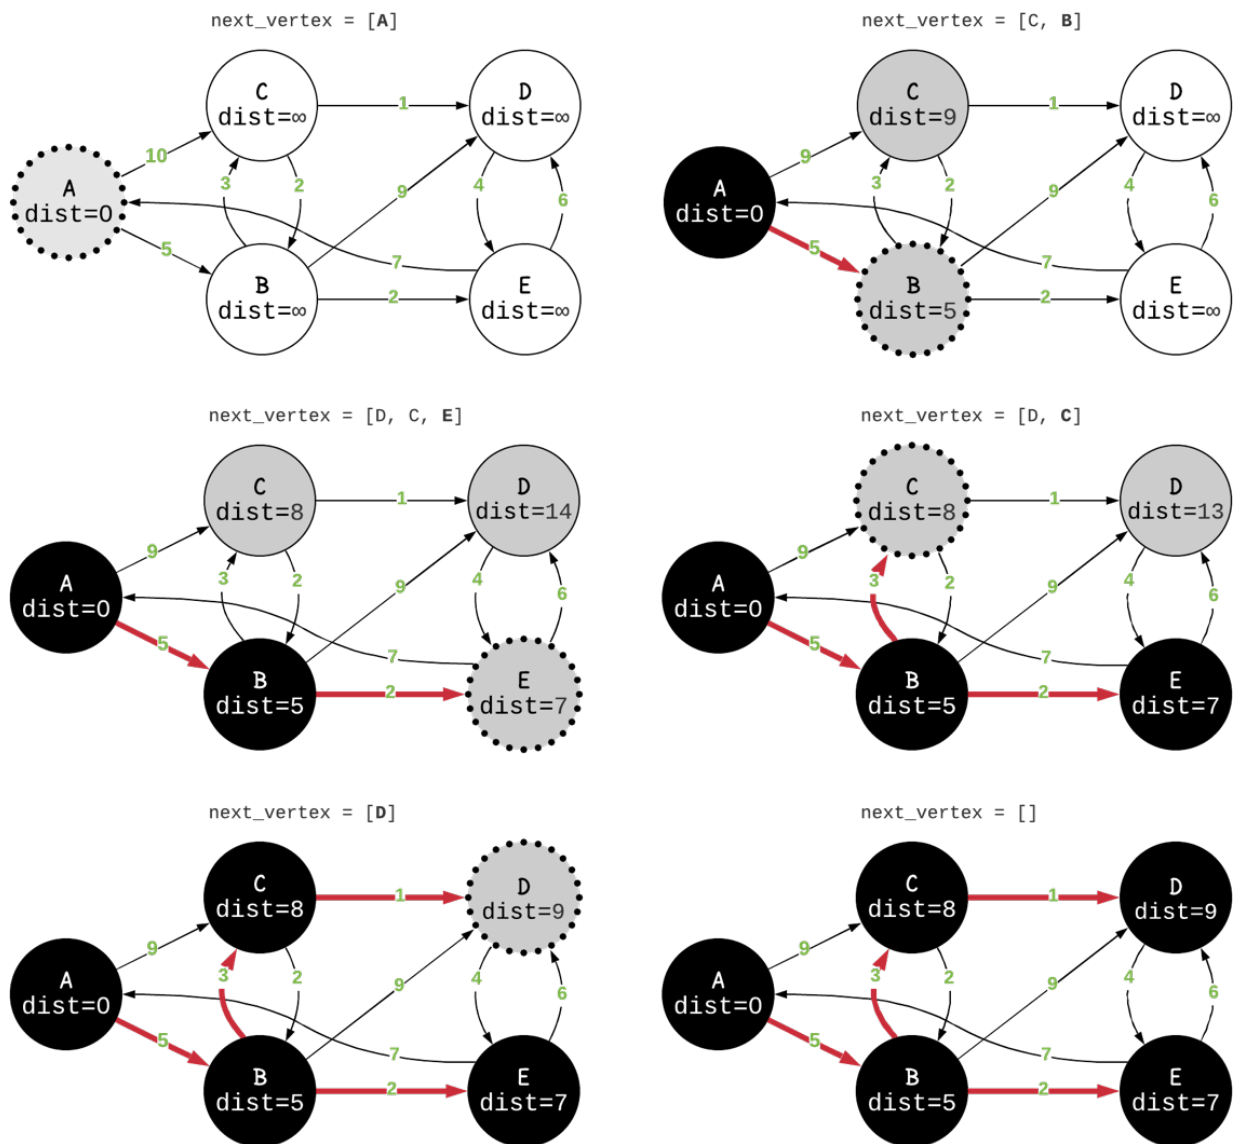 next_vertex = [A]
C
dist=∞
D
dist=∞
1
10
A
dist=0
3
2
9
4
6
5
7
B
dist=∞
2
E
dist=∞
next_vertex = [C, B]
C
dist=9
D
dist=∞
1
9
A
dist=0
3
2
9
4
6
5
7
B
dist=5
2
E
dist=∞
next_vertex = [D, C, E]
C
dist=8
D
dist=14
1
9
A
dist=0
3
2
9
4
6
5
7
B
dist=5
2
E
dist=7
next_vertex = [D, C]
C
dist=8
D
dist=13
1
9
A
dist=0
3
2
9
4
6
5
7
B
dist=5
2
E
dist=7
next_vertex = [D]
C
dist=8
D
dist=9
1
9
A
dist=0
3
2
9
4
6
5
7
B
dist=5
2
E
dist=7
next_vertex = []
C
dist=8
D
dist=9
1
9
A
dist=0
3
2
9
4
6
5
7
B
dist=5
2
E
dist=7